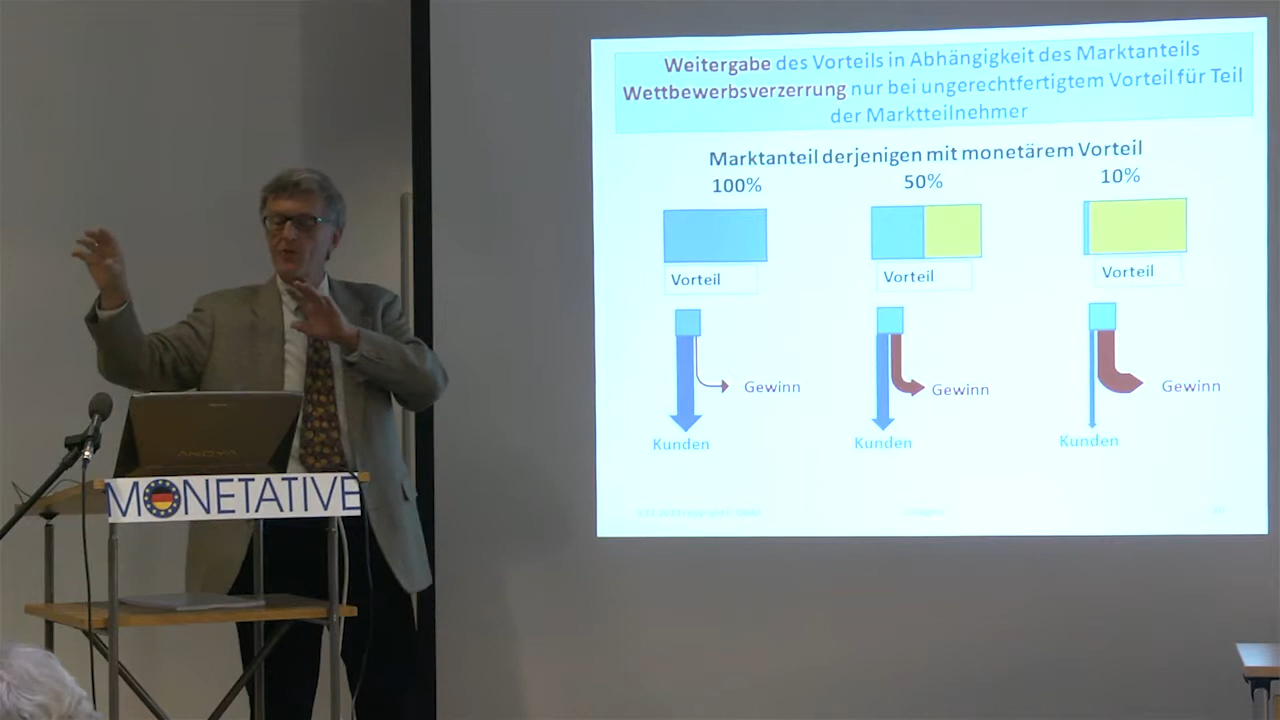 Weitergabe des Vorteils in Abhängigkeit des Marktanteils
Wettbewerbsverzerrung nur bei ungerechtfertigtem Vorteil für Teil
der Marktteilnehmer
Marktanteil derjenigen mit monetärem Vorteil
100% 50% 10%
Vorteil Vorteil Vorteil
Gewinn Gewinn Gewinn
Kunden Kunden Kunden
MONETATIVE